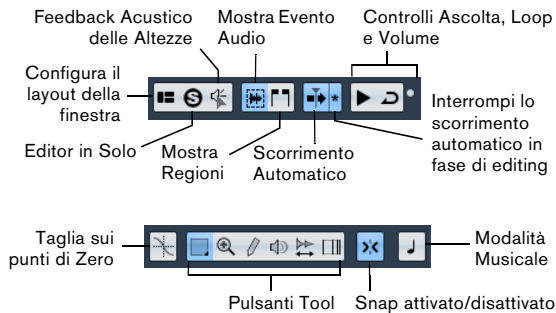 Feedback Acustico
delle Altezze
Mostra Evento
Audio
Controlli Ascolta, Loop
e Volume
Configura il
layout della
finestra
Editor in Solo
Mostra
Regioni
Scorrimento
Automatico
Interrompi lo
scorrimento
automatico in
fase di editing
Taglia sui
punti di Zero
Modalità
Musicale
Pulsanti Tool
Snap attivato/disattivato